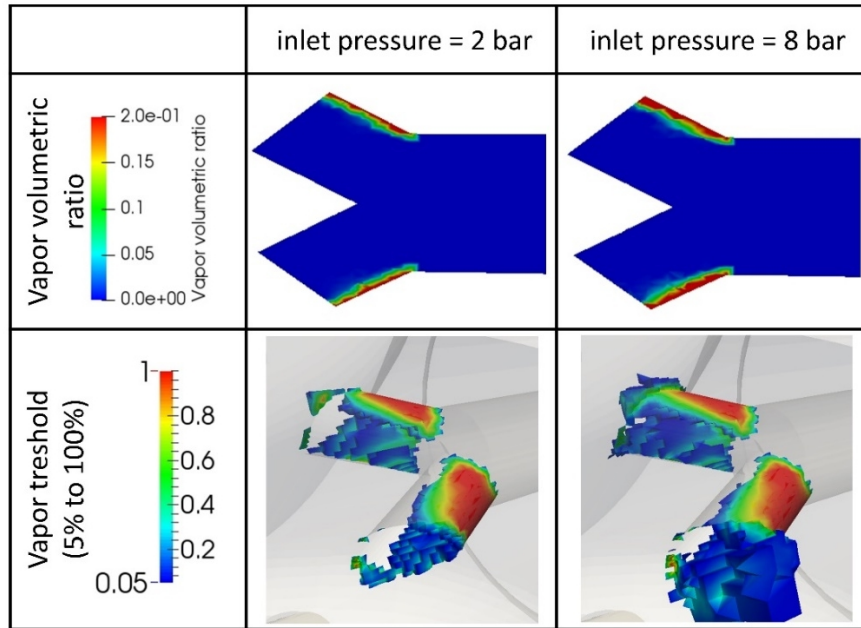 inlet pressure = 2 bar
inlet pressure = 8 bar
Vapor volumetric
ratio
2.0e-01
0.15
0.1
0.05
0.0e+00
Vapor volumetric ratio
Vapor treshold
(5% to 100%)
1
0.8
0.6
0.4
0.2
0.05